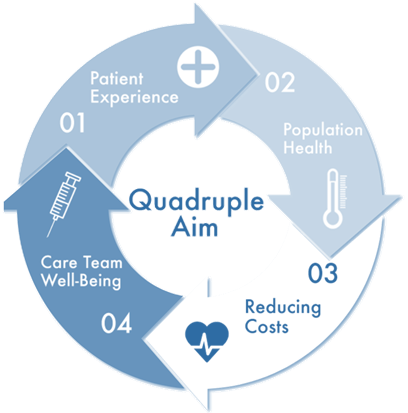 Patient
Experience
01
02
Population
Health
Quadruple
Aim
03
Reducing
Costs
Care Team
Well-Being
04